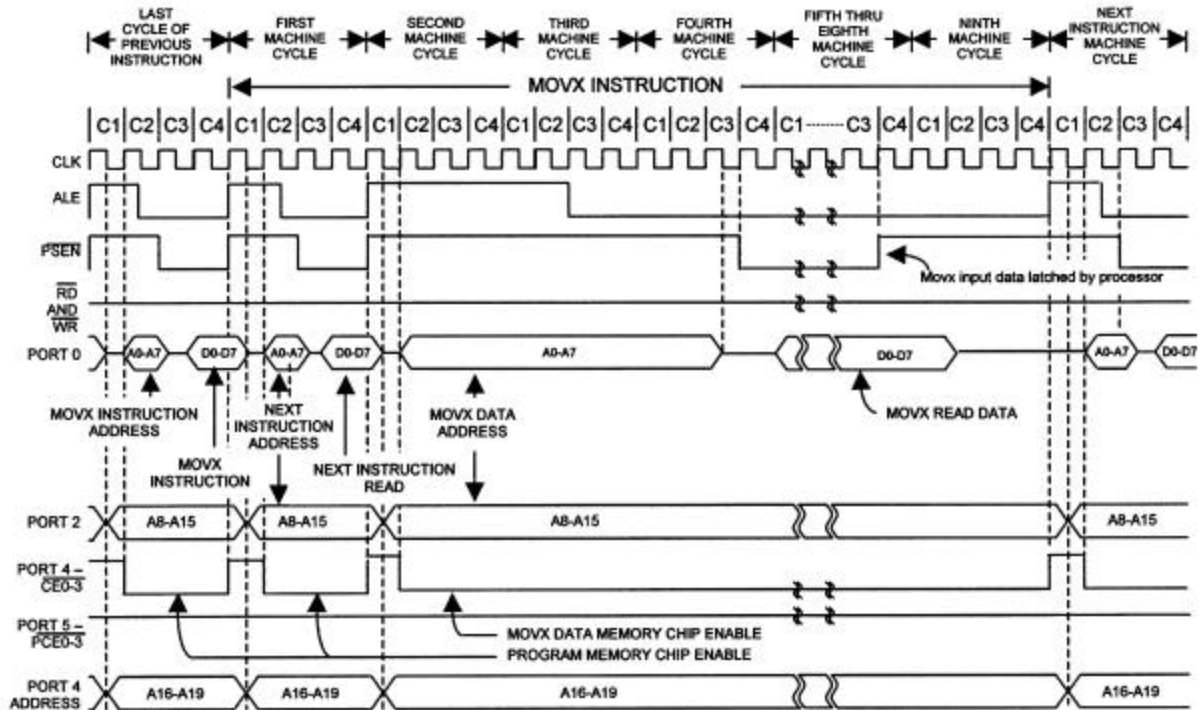 LAST CYCLE OF PREVIOUS INSTRUCTION
FIRST MACHINE CYCLE
SECOND MACHINE CYCLE
THIRD MACHINE CYCLE
FOURTH MACHINE CYCLE
FIFTH THRU EIGHTH MACHINE CYCLE
NINTH MACHINE CYCLE
NEXT INSTRUCTION MACHINE CYCLE
MOVX INSTRUCTION
C1 C2 C3 C4 C1 C2 C3 C4 C1 C2 C3 C4 C1 C2 C3 C4 C1 C2 C3 C4 C1 ------- C3 C4 C1 C2 C3 C4 C1 C2 C3 C4
CLK
ALE
PSEN
Movx input data latched by processor
RD
AND
WR
PORT 0 A0-A7 D0-D7 A0-A7 D0-D7 A0-A7 D0-D7 A0-A7 D0-D7
MOVX INSTRUCTION ADDRESS
MOVX INSTRUCTION
NEXT INSTRUCTION ADDRESS
NEXT INSTRUCTION READ
MOVX DATA ADDRESS
MOVX READ DATA
PORT 2 A8-A15 A8-A15 A8-A15 A8-A15
PORT 4 –
CE0-3
PORT 5 –
PCE0-3
MOVX DATA MEMORY CHIP ENABLE
PROGRAM MEMORY CHIP ENABLE
PORT 4
ADDRESS A16-A19 A16-A19 A16-A19 A16-A19